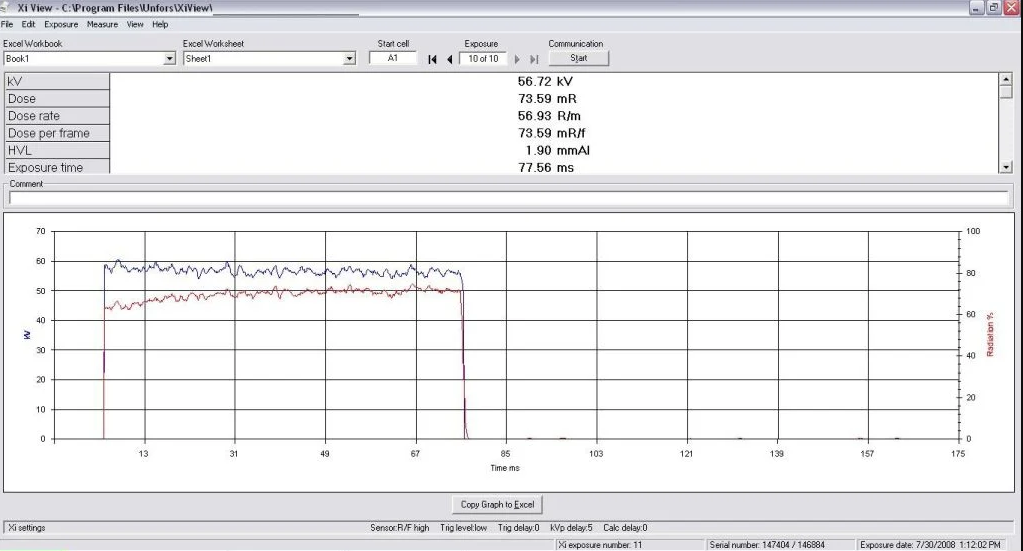 Xi View - C:\Program Files\Unfors\XiView\
File Edit Exposure Measure View Help
Excel Workbook Excel Worksheet Start cell Exposure Communication
Book1 Sheet1 A1 10 of 10 Start
kV 56.72 kV
Dose 73.59 mR
Dose rate 56.93 R/m
Dose per frame 73.59 mR/f
HVL 1.90 mmAl
Exposure time 77.56 ms
Comment
70 100
60 80
50
40 60
kV Radiation %
30 40
20 20
10
0 0
13 31 49 67 85 103 121 139 157 175
Time ms
Copy Graph to Excel
Xi settings Sensor:R/F high Trig level:low Trig delay:0 kVp delay:5 Calc delay:0
Xi exposure number: 11 Serial number: 147404 / 146884 Exposure date: 7/30/2008 1:12:02 PM